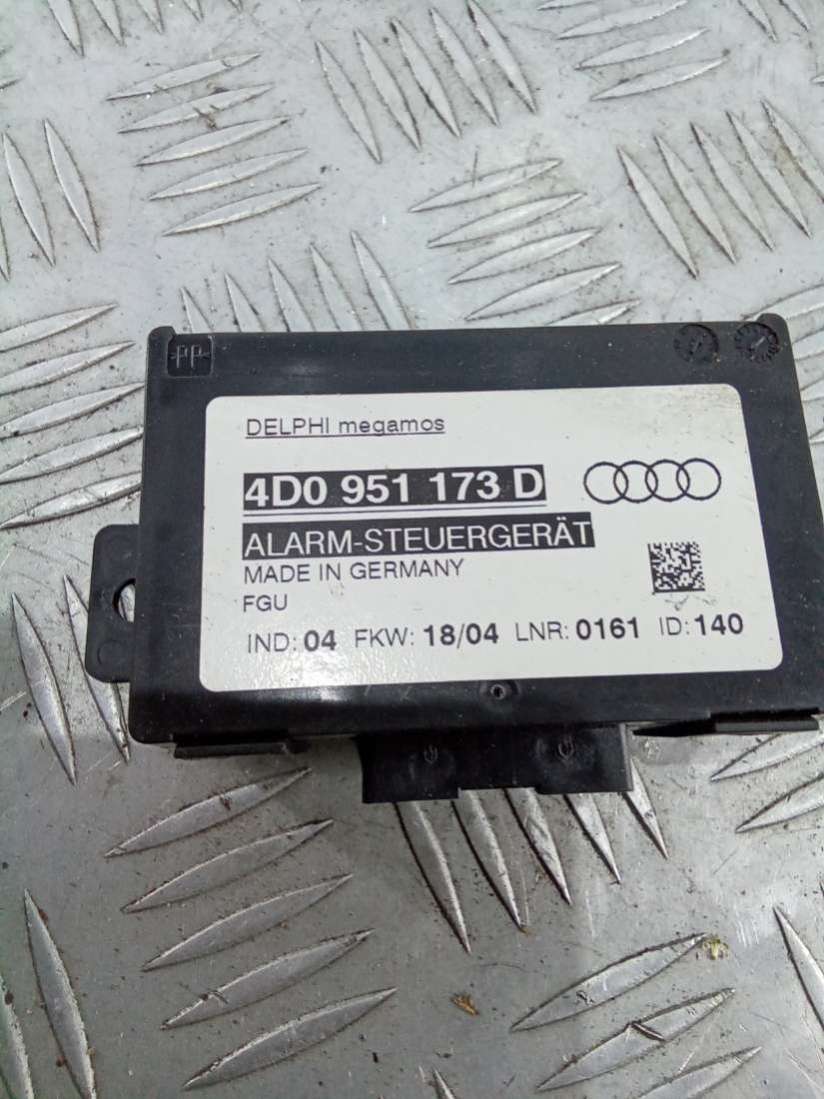 PP
DELPHI megamos
4D0 951 173 D
ALARM-STEUERGERÄT
MADE IN GERMANY
FGU
IND: 04 FKW: 18/04 LNR: 0161 ID: 140